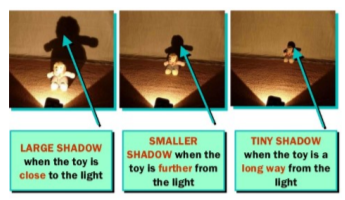 LARGE SHADOW
when the toy is
close to the light
SMALLER
SHADOW when the
toy is further from
the light
TINY SHADOW
when the toy is a
long way from the
light